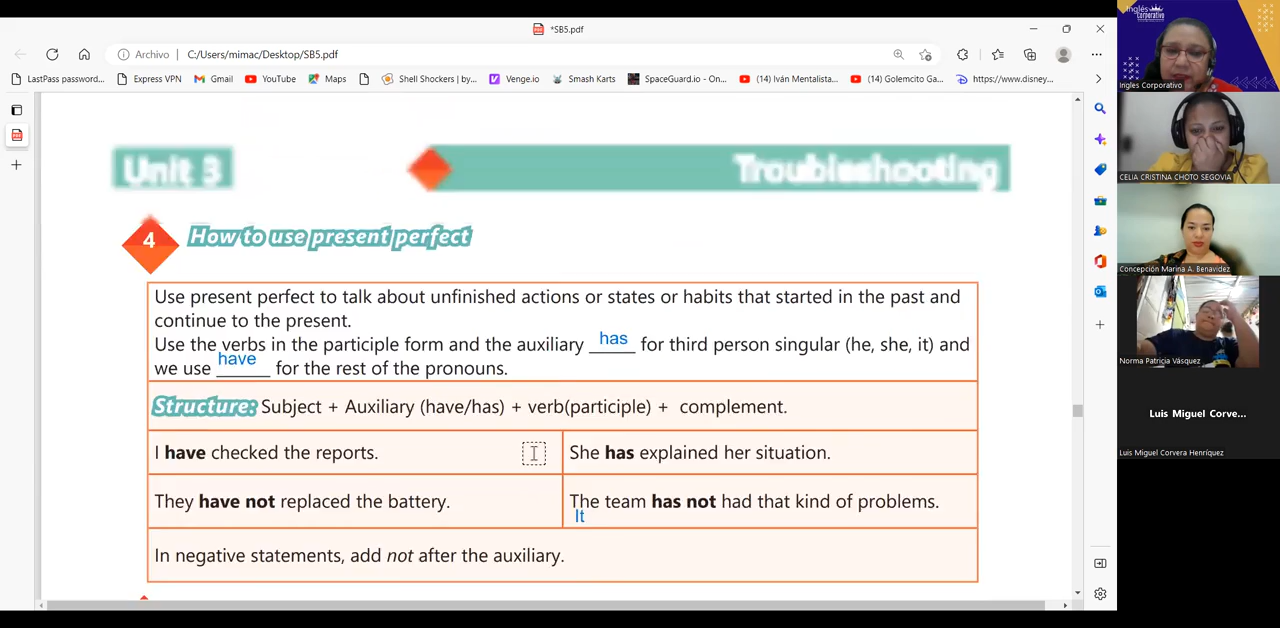 *SB5.pdf
Archivo
C:/Users/mimac/Desktop/SB5.pdf
LastPass password...
Express VPN
Gmail
YouTube
Maps
Shell Shockers | by...
Venge.io
Smash Karts
SpaceGuard.io - On...
(14) Iván Mentalista...
(14) Golemcito Ga...
https://www.disney...
Unit 3
Troubleshooting
4
How to use present perfect
Use present perfect to talk about unfinished actions or states or habits that started in the past and
continue to the present.
Use the verbs in the participle form and the auxiliary has for third person singular (he, she, it) and
we use have for the rest of the pronouns.
Structure: Subject + Auxiliary (have/has) + verb(participle) + complement.
I have checked the reports.
She has explained her situation.
They have not replaced the battery.
The team has not had that kind of problems.
It
In negative statements, add not after the auxiliary.
Inglés
Corporativo
Ingles Corporativo
CELIA CRISTINA CHOTO SEGOVIA
Concepción Marina A. Benavidez
Norma Patricia Vásquez
Luis Miguel Corve...
Luis Miguel Corvera Henríquez